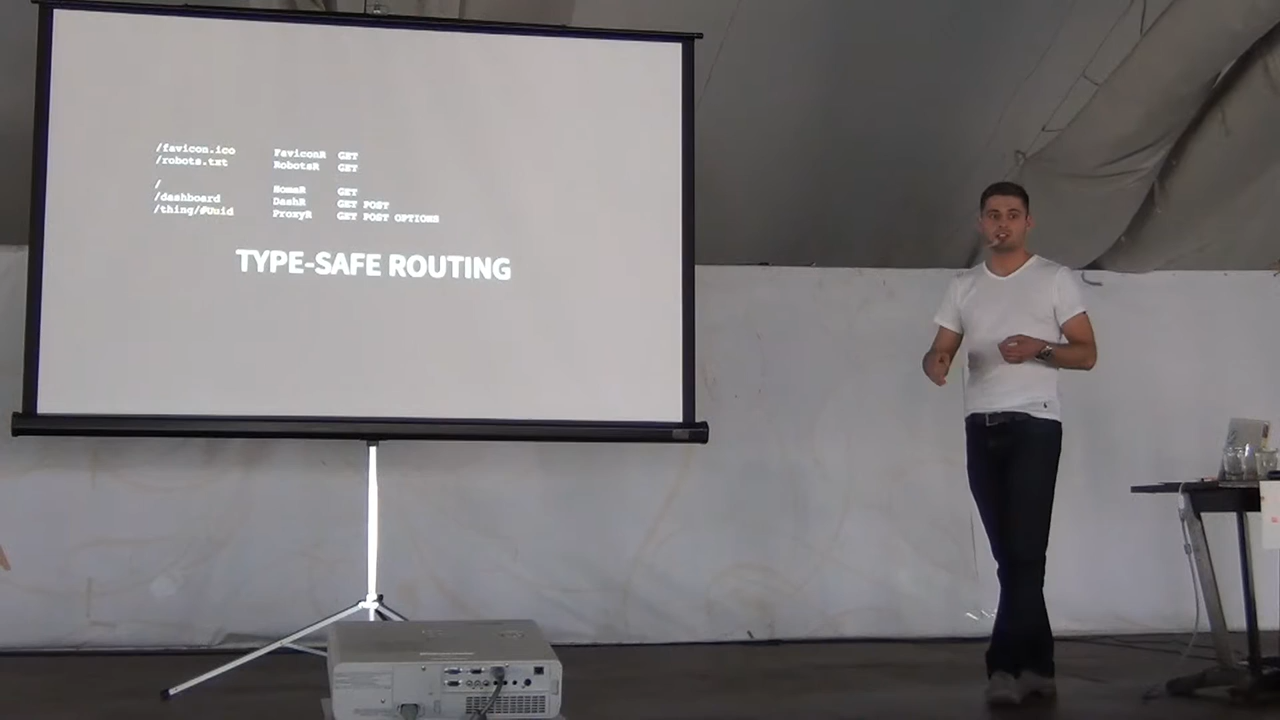 /favicon.ico FaviconR GET
/robots.txt RobotsR GET
/ HomeR GET
/dashboard DashR GET POST
/thing/#Uuid ProxyR GET POST OPTIONS
TYPE-SAFE ROUTING